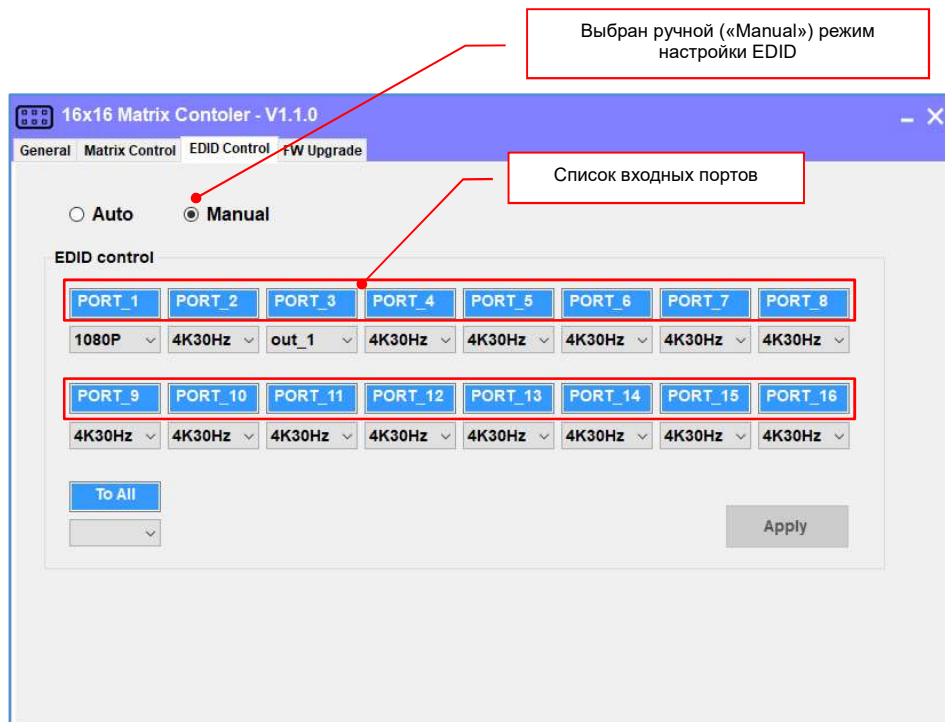 Выбран ручной («Manual») режим
настройки EDID
16x16 Matrix Contoler - V1.1.0
General Matrix Control EDID Control FW Upgrade
Список входных портов
Auto Manual
EDID control
PORT_1 PORT_2 PORT_3 PORT_4 PORT_5 PORT_6 PORT_7 PORT_8
1080P 4K30Hz out_1 4K30Hz 4K30Hz 4K30Hz 4K30Hz 4K30Hz
PORT_9 PORT_10 PORT_11 PORT_12 PORT_13 PORT_14 PORT_15 PORT_16
4K30Hz 4K30Hz 4K30Hz 4K30Hz 4K30Hz 4K30Hz 4K30Hz 4K30Hz
To All
Apply